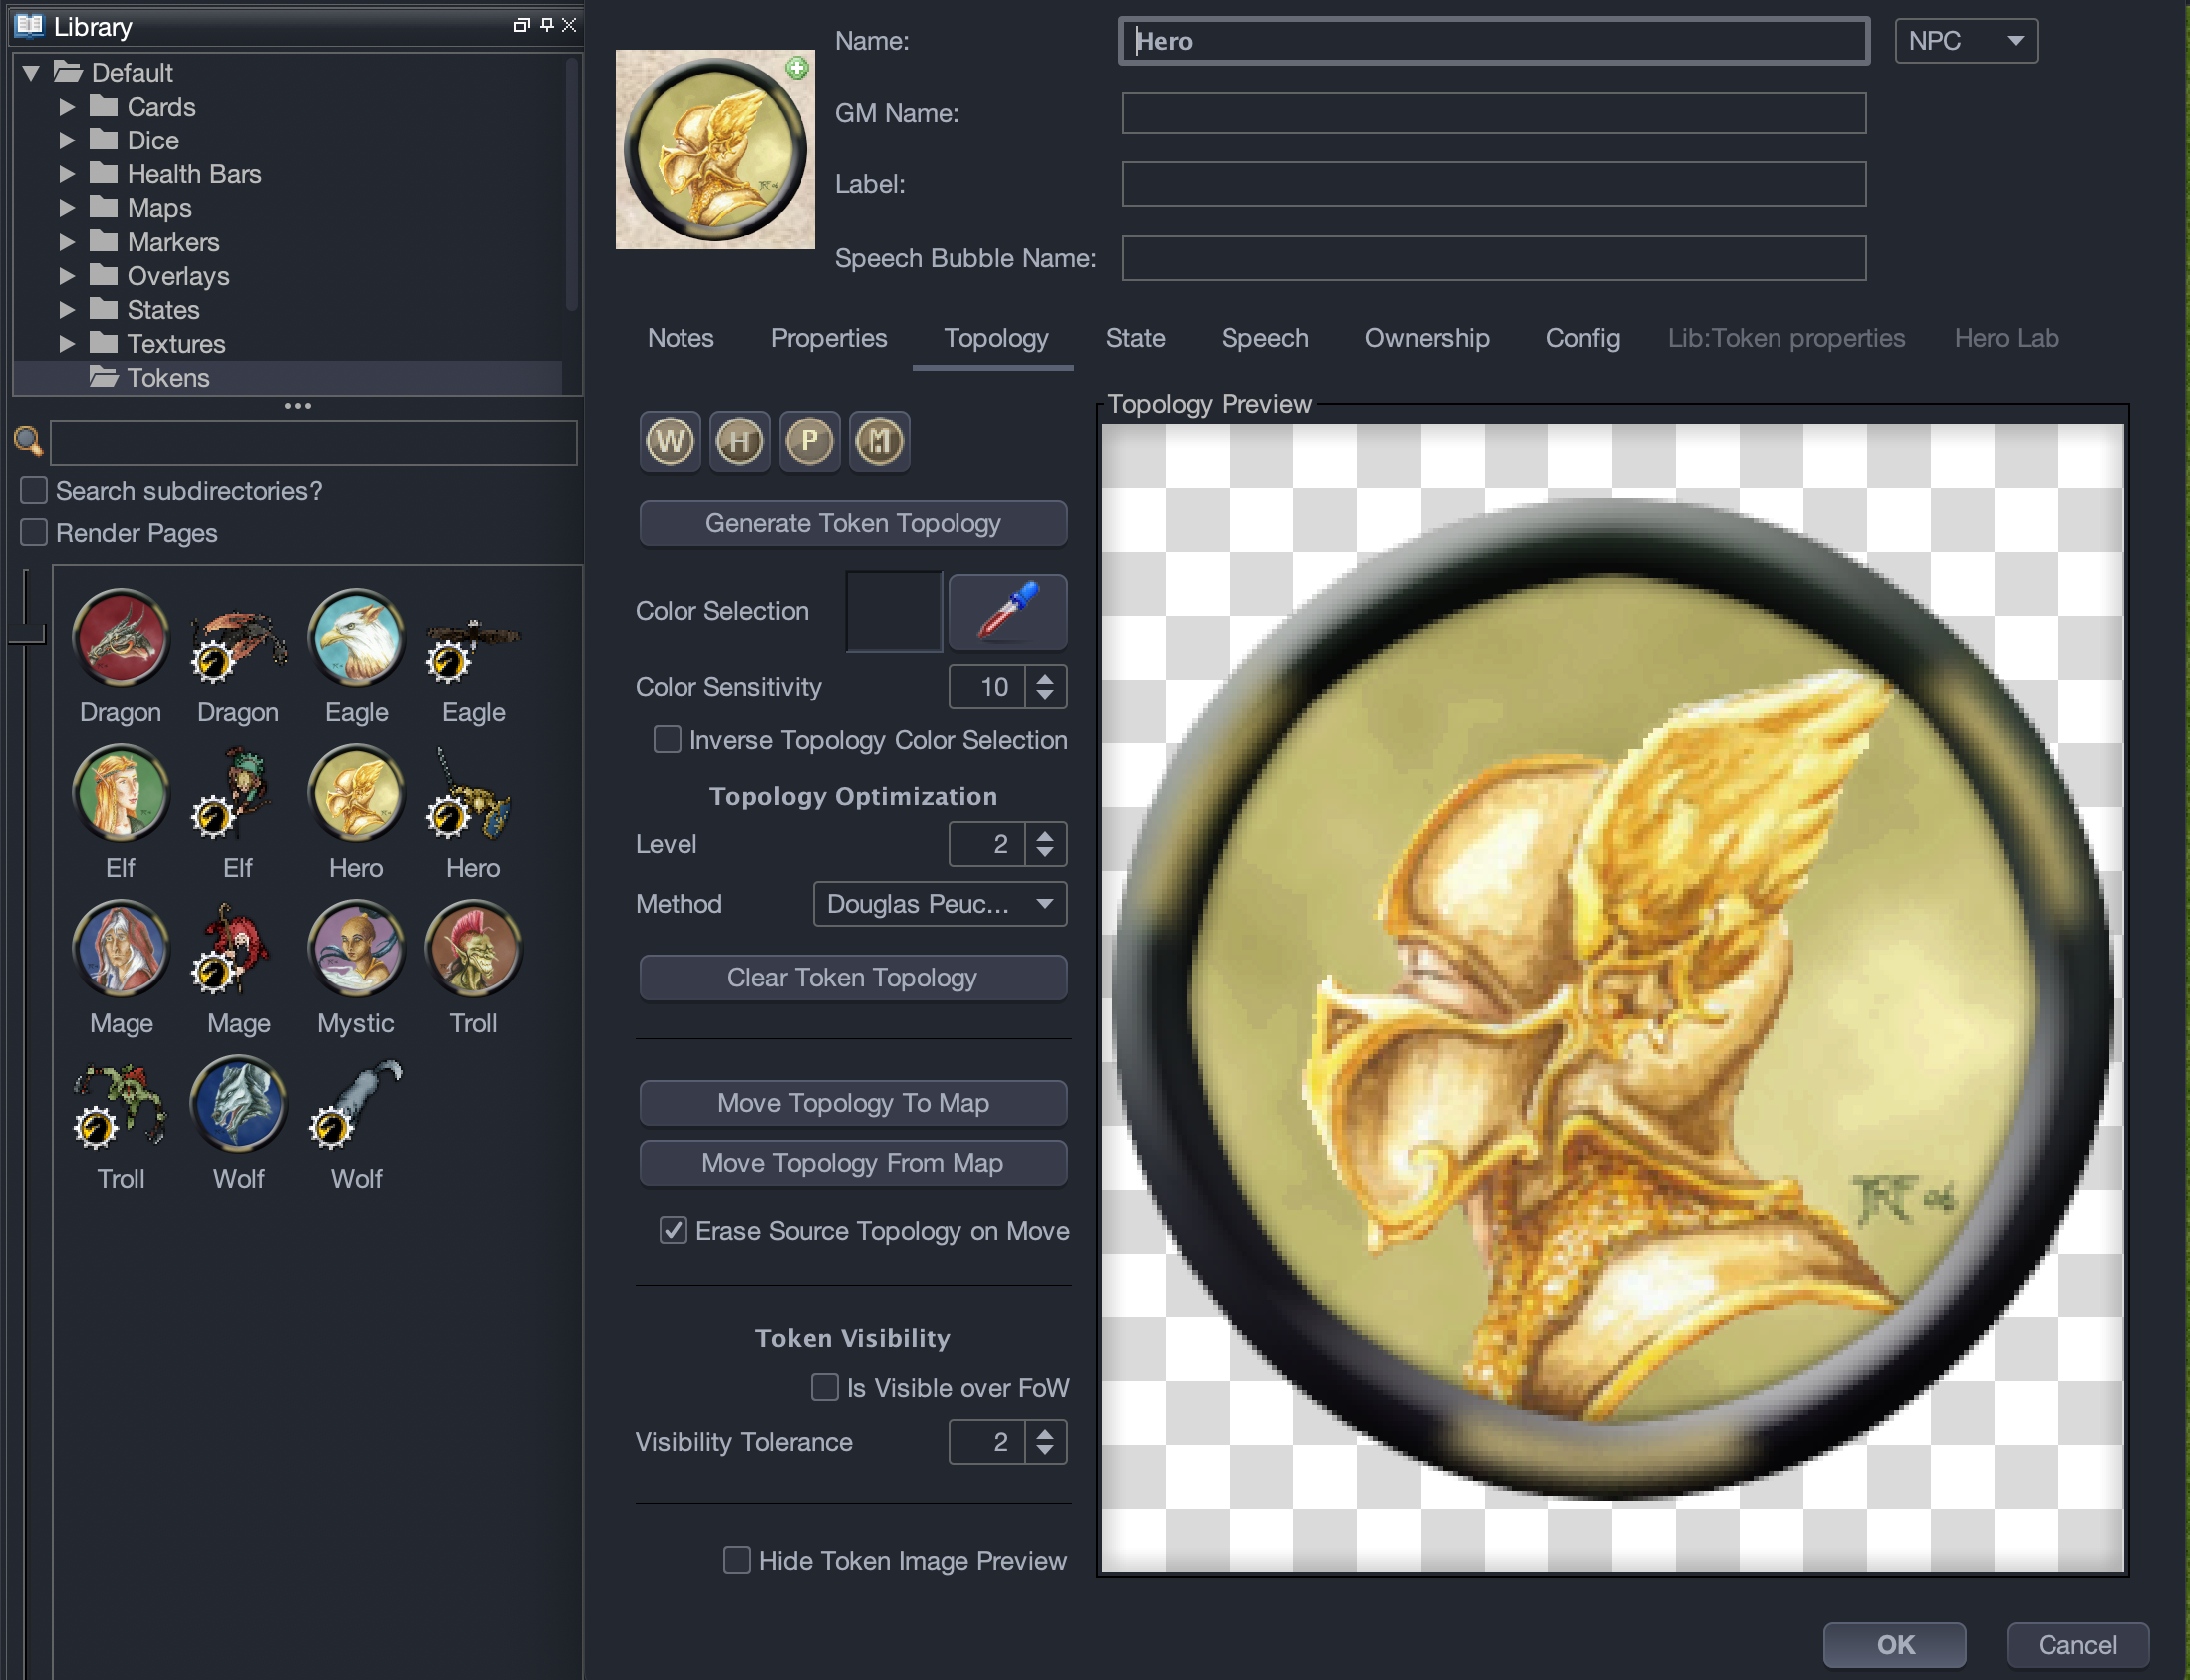 Library
Default
Cards
Dice
Health Bars
Maps
Markers
Overlays
States
Textures
Tokens
Search subdirectories?
Render Pages
Dragon Dragon Eagle Eagle
Elf Elf Hero Hero
Mage Mage Mystic Troll
Troll Wolf Wolf
Name: Hero NPC
GM Name:
Label:
Speech Bubble Name:
Notes Properties Topology State Speech Ownership Config Lib:Token properties Hero Lab
W H P M
Generate Token Topology
Color Selection
Color Sensitivity 10
Inverse Topology Color Selection
Topology Optimization
Level 2
Method Douglas Peuc...
Clear Token Topology
Move Topology To Map
Move Topology From Map
Erase Source Topology on Move
Token Visibility
Is Visible over FoW
Visibility Tolerance 2
Hide Token Image Preview
Topology Preview
OK Cancel